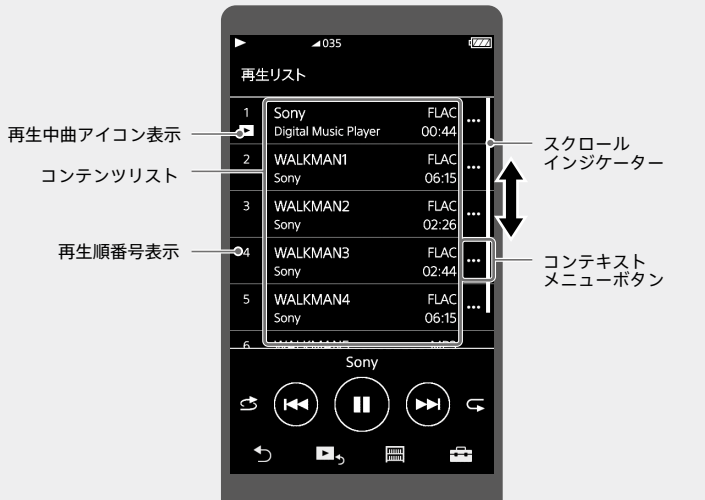 035
再生リスト
1
Sony
FLAC
Digital Music Player
00:44
再生中曲アイコン表示
スクロール
インジケーター
2
WALKMAN1
FLAC
Sony
06:15
コンテンツリスト
3
WALKMAN2
FLAC
Sony
02:26
再生順番号表示
4
WALKMAN3
FLAC
Sony
02:44
コンテキスト
メニューボタン
5
WALKMAN4
FLAC
Sony
06:15
6
Sony